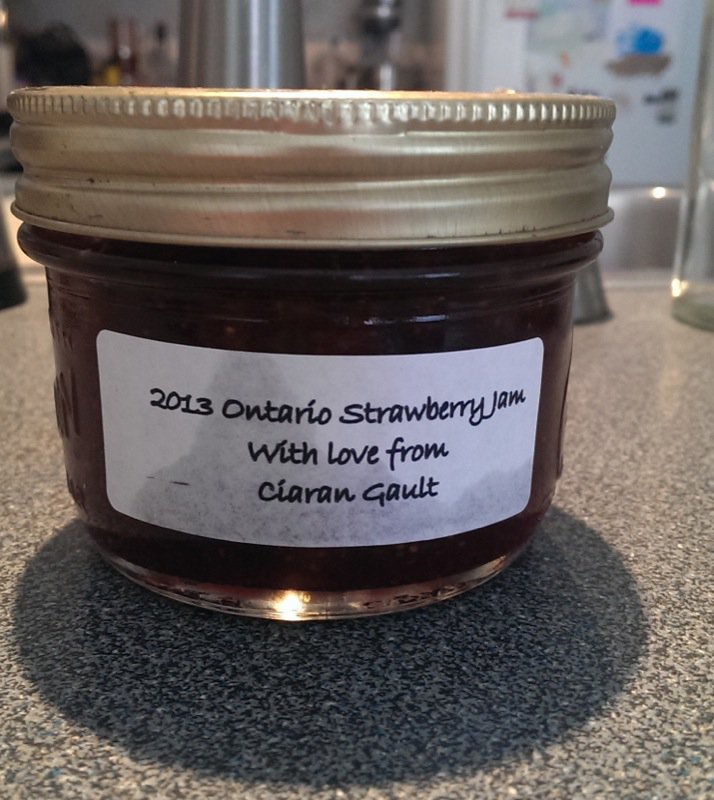 2013 Ontario Strawberry Jam
With love from
Ciaran Gault